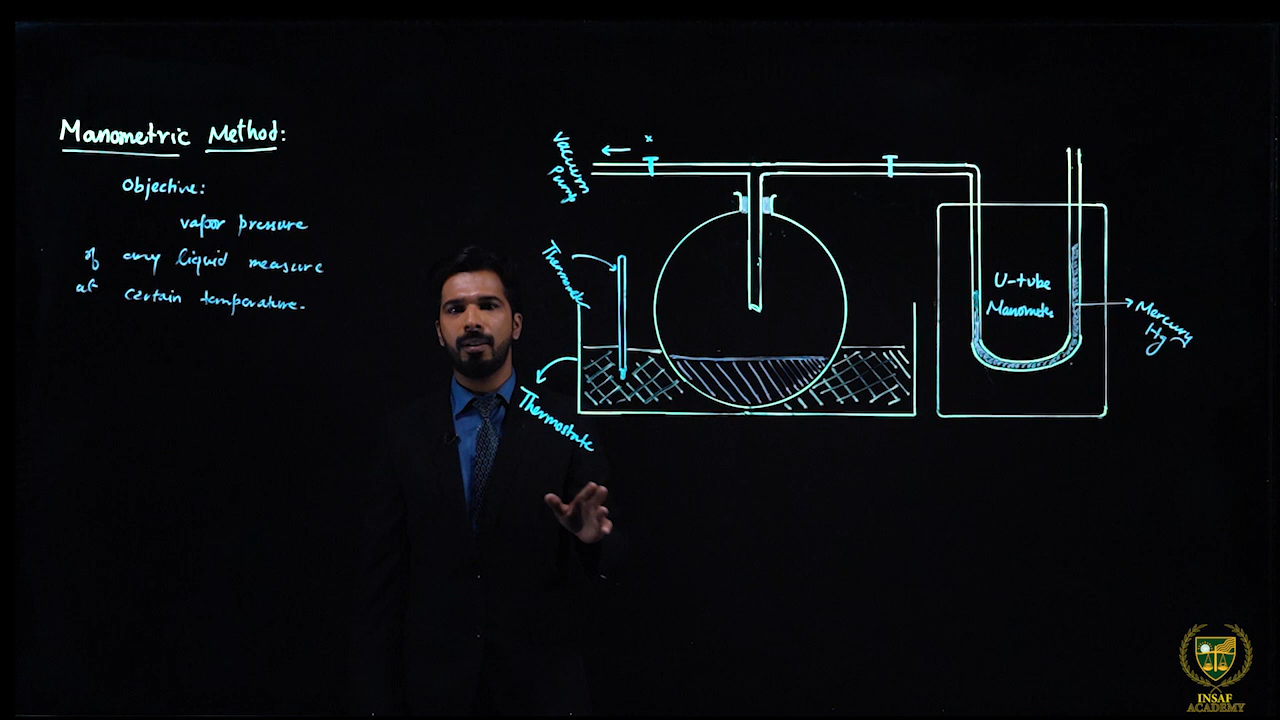 Manometric Method:
Objective:
vapor pressure
of any liquid measure
at certain temperature.
Vacuum
Pump
x
Thermometer
Thermostate
U-tube
Manometer
Mercury
Hg
INSAF
ACADEMY